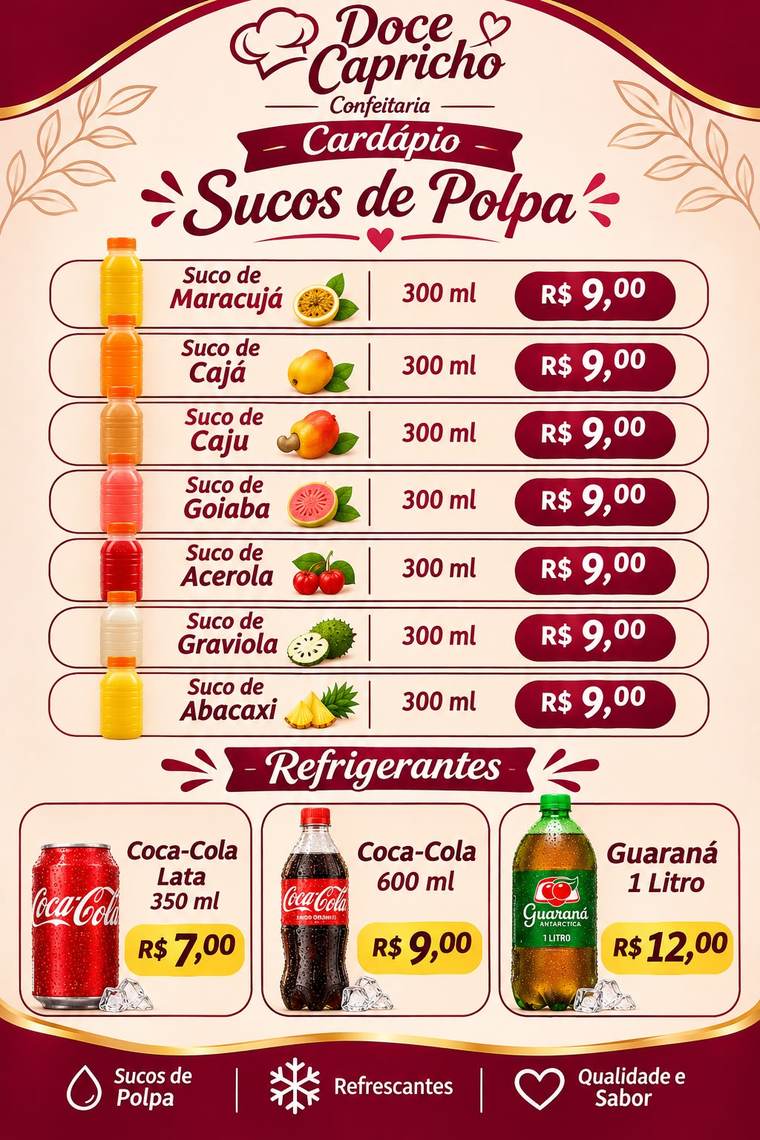 Doce
Capricho
Confeitaria
Cardápio
Sucos de Polpa
Suco de
Maracujá
300 ml
R$ 9,00
Suco de
Cajá
300 ml
R$ 9,00
Suco de
Caju
300 ml
R$ 9,00
Suco de
Goiaba
300 ml
R$ 9,00
Suco de
Acerola
300 ml
R$ 9,00
Suco de
Graviola
300 ml
R$ 9,00
Suco de
Abacaxi
300 ml
R$ 9,00
Refrigerantes
Coca-Cola
Coca-Cola
Lata
350 ml
R$ 7,00
Coca-Cola
Coca-Cola
600 ml
R$ 9,00
Guaraná
ANTARCTICA
1 LITRO
Guaraná
1 Litro
R$ 12,00
Sucos de
Polpa
Refrescantes
Qualidade e
Sabor